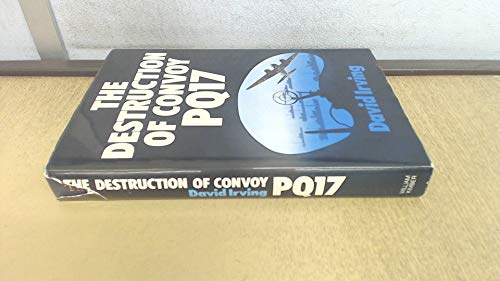 THE
DESTRUCTION
OF CONVOY
PQ17
David Irving
THE DESTRUCTION OF CONVOY PQ17
David Irving
WILLIAM
KIMBER